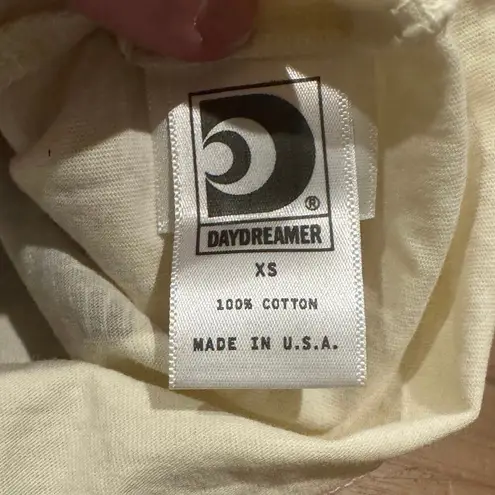 ®
DAYDREAMER
XS
100% COTTON
MADE IN U.S.A.